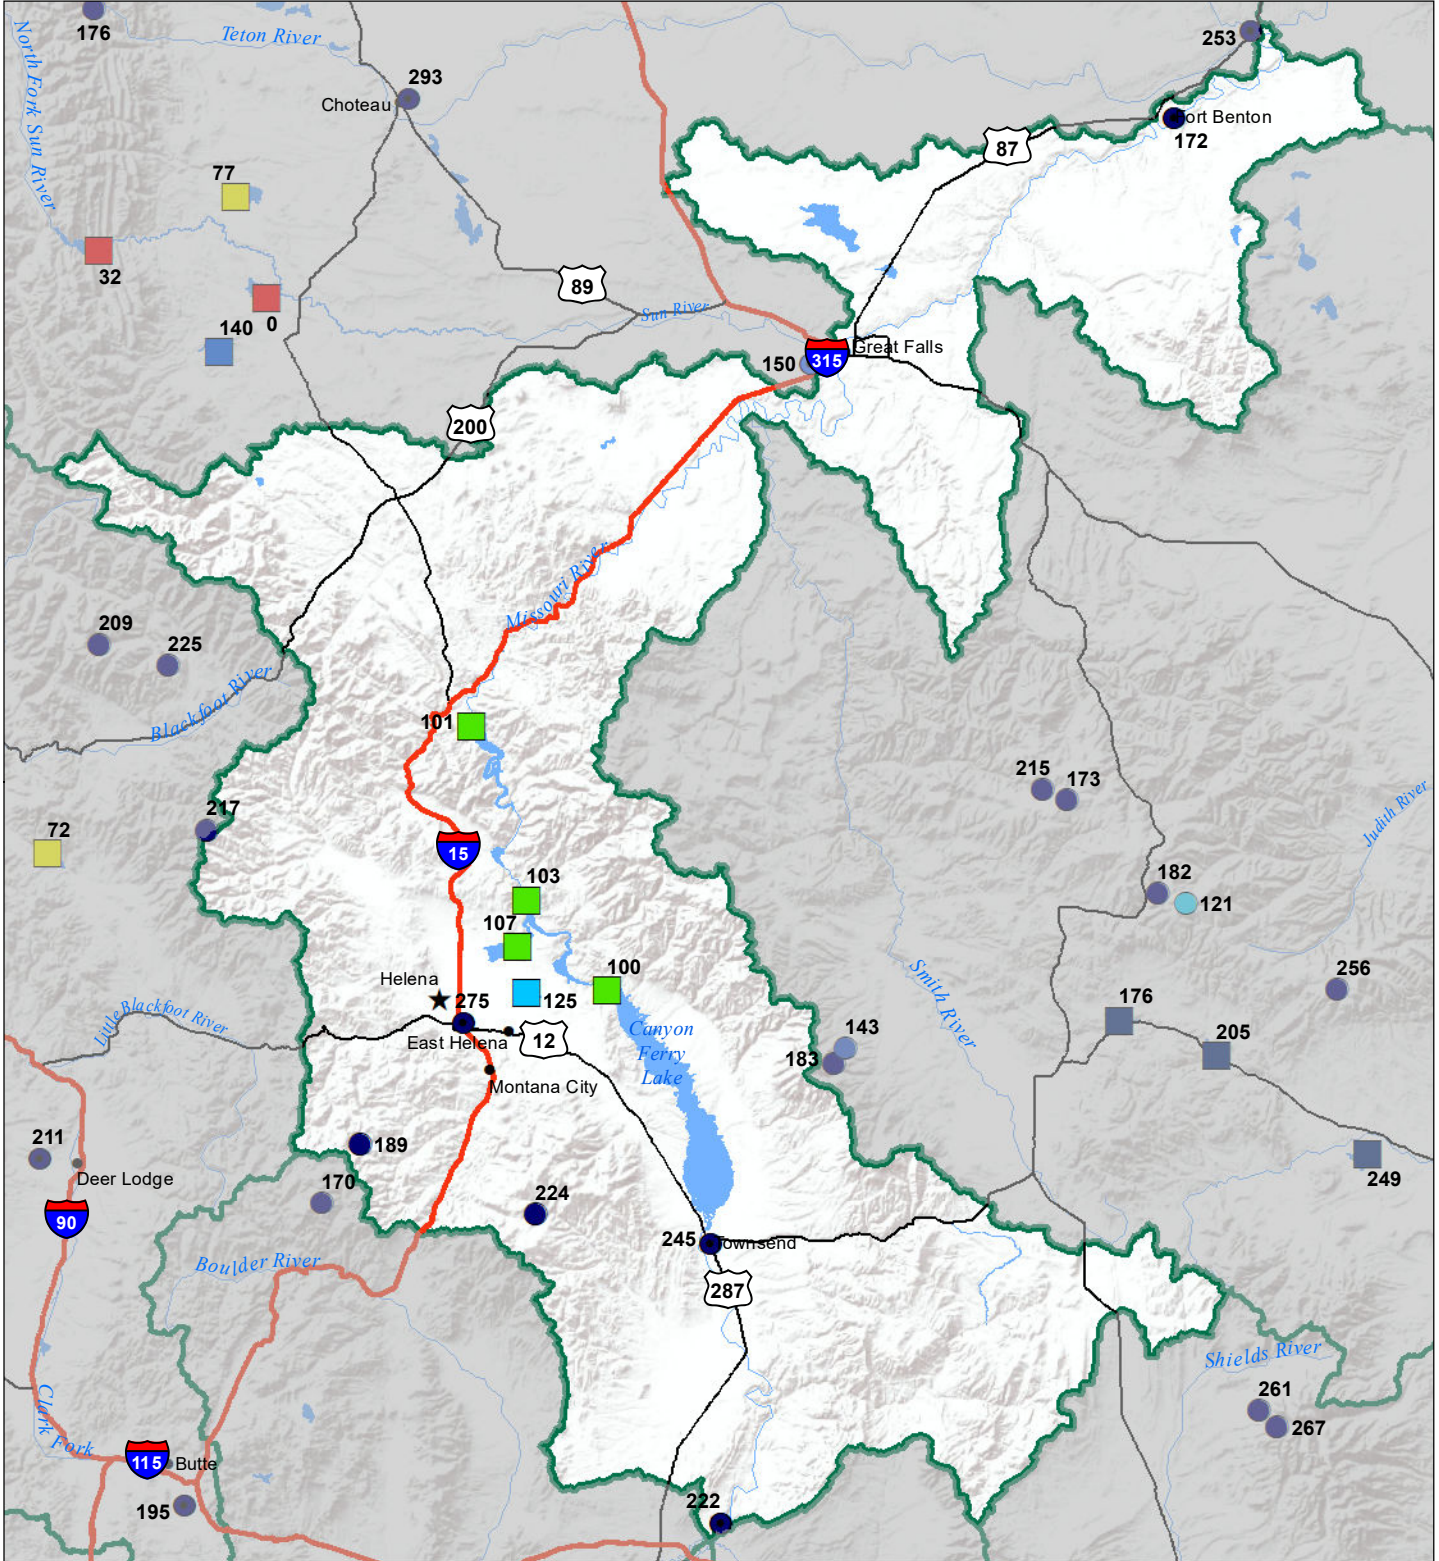 176
Teton River
253
North Fork Sun River
293
Choteau
ort Benton
172
87
77
32
89
0
Sun River
140
Great Falls
150
315
200
Missouri River
209
225
Blackfoot River
101
215
173
Judith River
217
72
15
103
182
121
107
Helena
100
Smith River
256
275
125
176
Little Blackfoot River
East Helena
12
Canyon
Ferry
Lake
143
183
205
Montana City
211
189
Deer Lodge
170
249
224
90
245
Townsend
Boulder River
287
Shields River
261
267
Clark Fork
115
Butte
195
222